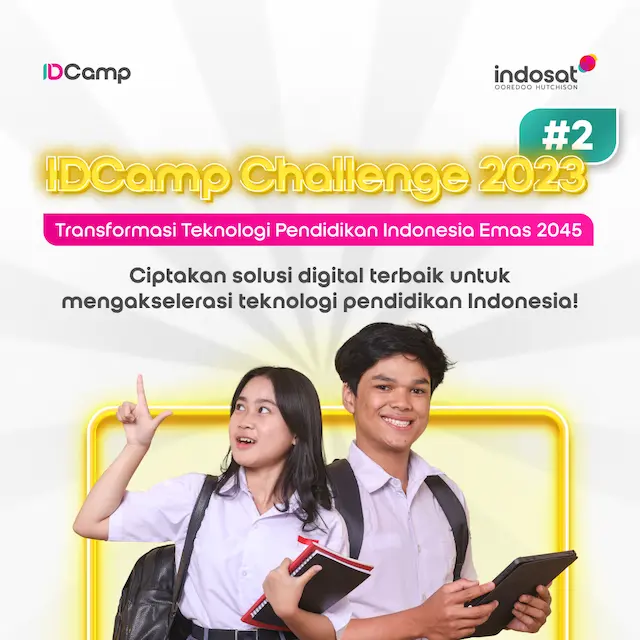 IDCamp
indosat
OOREDOO HUTCHISON
#2
IDCamp Challenge 2023
Transformasi Teknologi Pendidikan Indonesia Emas 2045
Ciptakan solusi digital terbaik untuk
mengakselerasi teknologi pendidikan Indonesia!